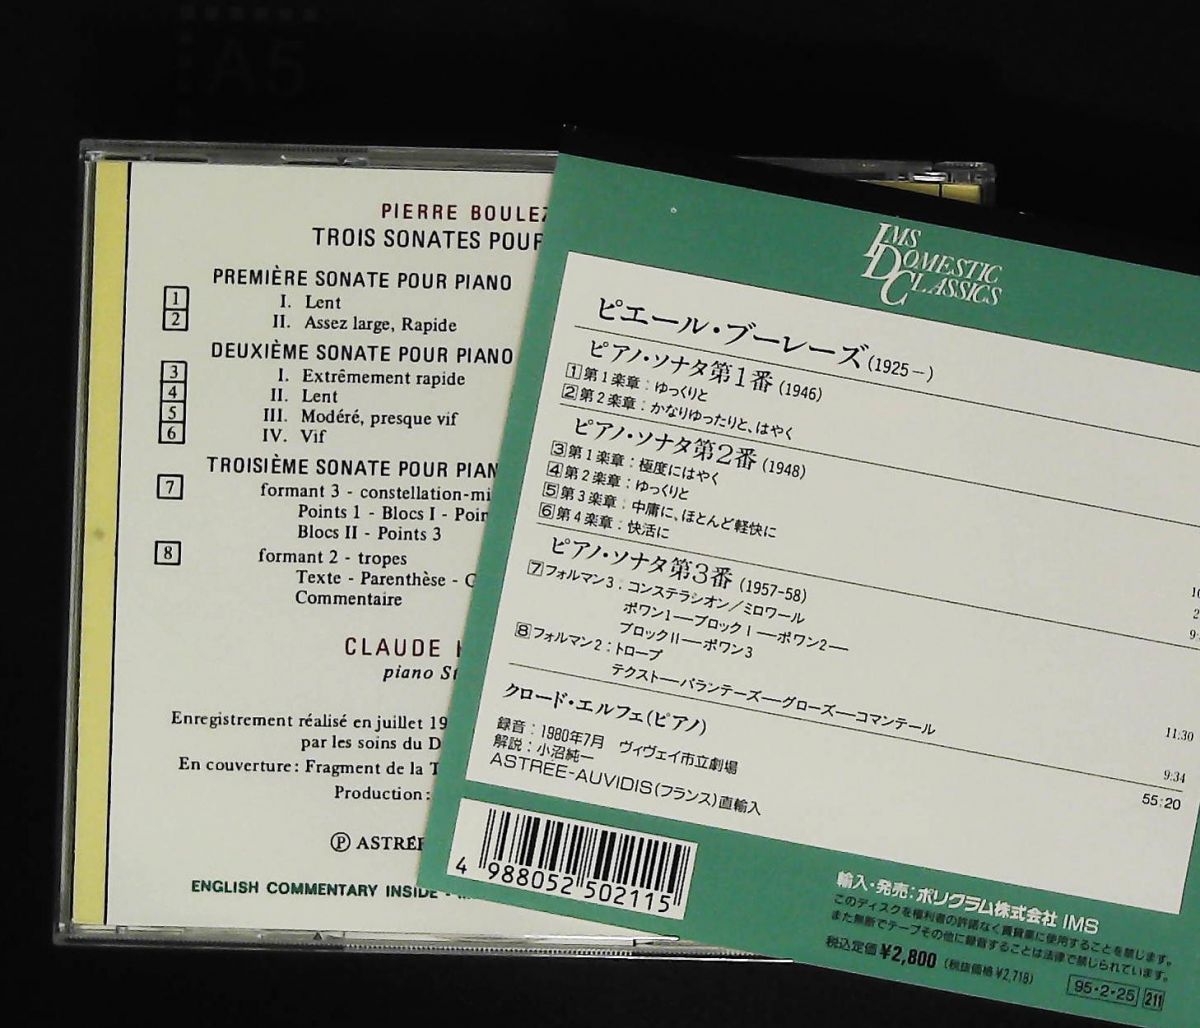 A5
PIERRE BOULEZ
TROIS SONATES POUR
PREMIÈRE SONATE POUR PIANO
1 I. Lent
2 II. Assez large, Rapide
DEUXIÈME SONATE POUR PIANO
3 I. Extrêmement rapide
4 II. Lent
5 III. Modéré, presque vif
6 IV. Vif
TROISIÈME SONATE POUR PIAN
7 formant 3 - constellation-mi
Points 1 - Blocs I - Poin
Blocs II - Points 3
8 formant 2 - tropes
Texte - Parenthèse - G
Commentaire
CLAUDE
piano St
Enregistrement réalisé en juillet 19
par les soins du D
En couverture: Fragment de la T
Production:
Ⓟ ASTRÉE
ENGLISH COMMENTARY INSIDE -
IMS
DOMESTIC
CLASSICS
ピエール・ブーレーズ(1925－)
ピアノ・ソナタ第1番(1946)
1 第1楽章：ゆっくりと
2 第2楽章：かなりゆったりと、はやく
ピアノ・ソナタ第2番(1948)
3 第1楽章：極度にはやく
4 第2楽章：ゆっくりと
5 第3楽章：中庸に、ほとんど軽快に
6 第4楽章：快活に
ピアノ・ソナタ第3番(1957-58)
7 フォルマン3：コンステラシオン／ミロワール
ポワン1―ブロックI―ポワン2―
ブロックII―ポワン3
11:30
8 フォルマン2：トロープ
テクスト―パランテーズ―グローズ―コマンテール
9:34
55:20
クロード・エルフェ(ピアノ)
録音：1980年7月 ヴィヴェイ市立劇場
解説：小沼純一
ASTREE-AUVIDIS(フランス)直輸入
4 988052 502115
輸入・発売：ポリグラム株式会社 IMS
このディスクを権利者の許諾なく賃貸業に使用することを禁じます。
また無断でテープその他に録音することは法律で禁じられています。
税込定価¥2,800 (税抜価格¥2,718)
95・2・25 211